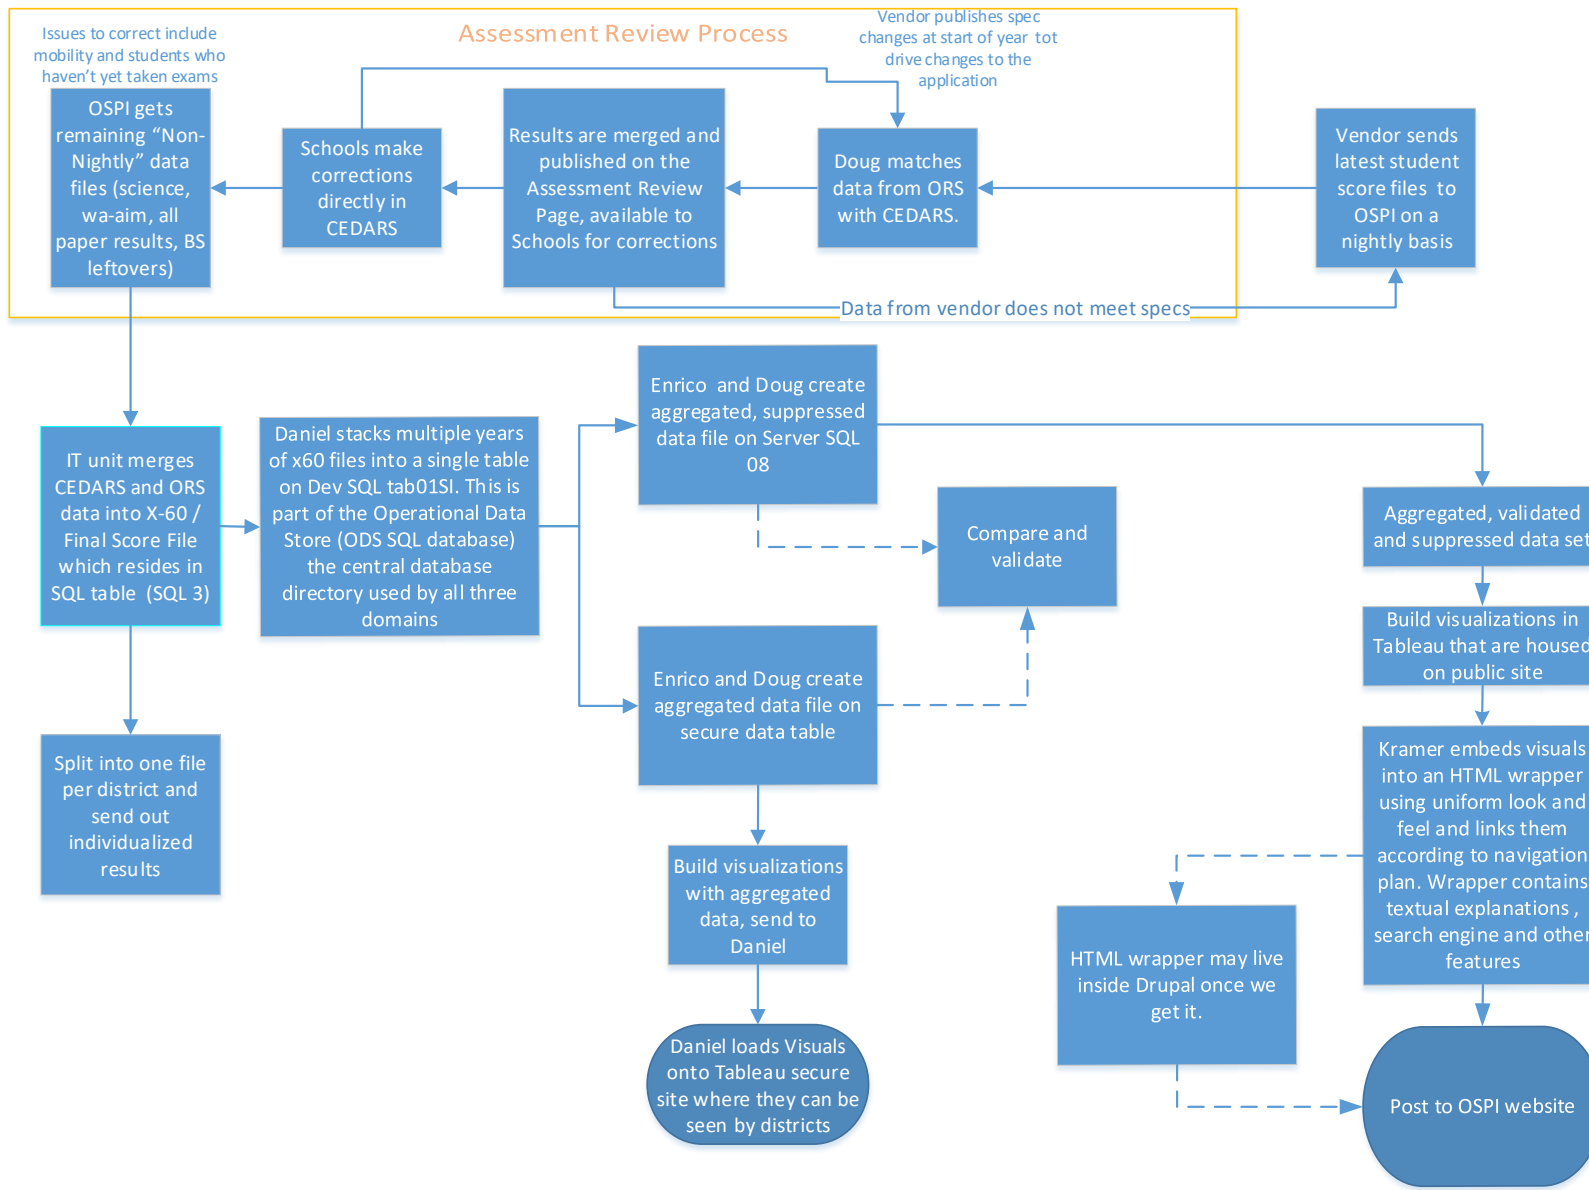 Assessment Review Process
Issues to correct include
mobility and students who
haven't yet taken exams
Vendor publishes spec
changes at start of year tot
drive changes to the
application
OSPI gets
remaining “Non-
Nightly” data
files (science,
wa-aim, all
paper results, BS
leftovers)
Schools make
corrections
directly in
CEDARS
Results are merged and
published on the
Assessment Review
Page, available to
Schools for corrections
Doug matches
data from ORS
with CEDARS.
Vendor sends
latest student
score files to
OSPI on a
nightly basis
Data from vendor does not meet specs
IT unit merges
CEDARS and ORS
data into X-60 /
Final Score File
which resides in
SQL table (SQL 3)
Daniel stacks multiple years
of x60 files into a single table
on Dev SQL tab01SI. This is
part of the Operational Data
Store (ODS SQL database)
the central database
directory used by all three
domains
Enrico and Doug create
aggregated, suppressed
data file on Server SQL
08
Compare and
validate
Aggregated, validated
and suppressed data set
Build visualizations in
Tableau that are housed
on public site
Enrico and Doug create
aggregated data file on
secure data table
Split into one file
per district and
send out
individualized
results
Kramer embeds visuals
into an HTML wrapper
using uniform look and
feel and links them
according to navigation
plan. Wrapper contains
textual explanations ,
search engine and other
features
Build visualizations
with aggregated
data, send to
Daniel
HTML wrapper may live
inside Drupal once we
get it.
Daniel loads Visuals
onto Tableau secure
site where they can be
seen by districts
Post to OSPI website